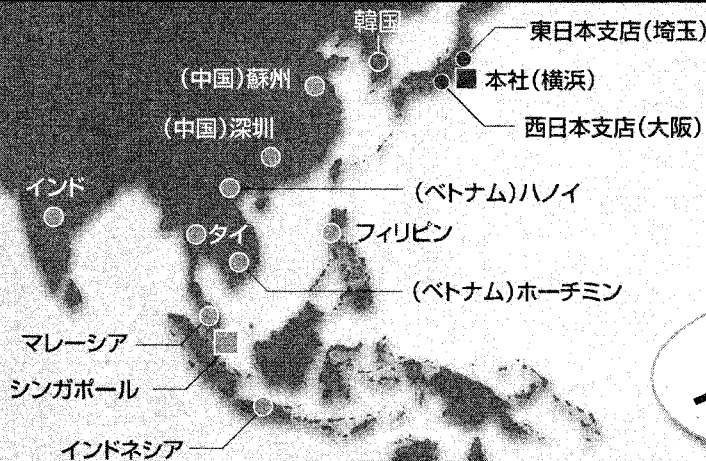 韓国
東日本支店(埼玉)
(中国)蘇州
本社(横浜)
(中国)深圳
西日本支店(大阪)
インド
(ベトナム)ハノイ
タイ
フィリピン
(ベトナム)ホーチミン
マレーシア
シンガポール
インドネシア